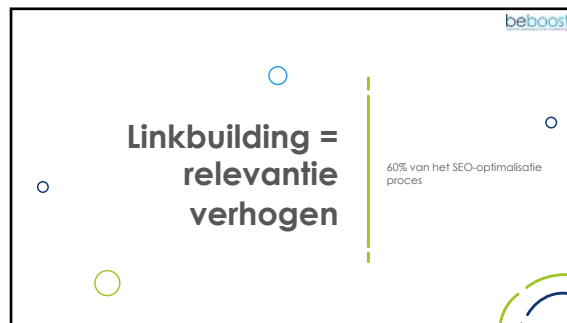 beboost
Linkbuilding =
relevantie
verhogen
60% van het SEO-optimalisatie
proces